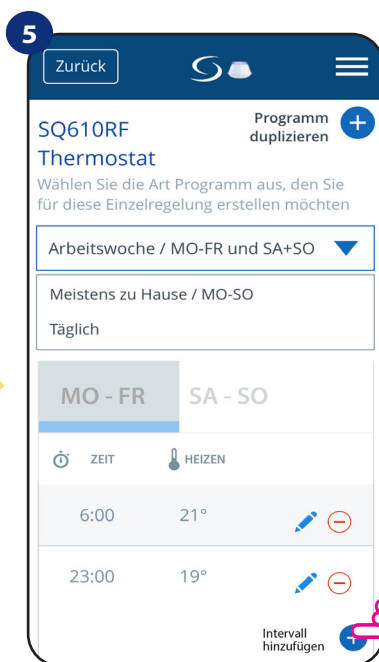 5
Zurück
Programm
duplizieren
SQ610RF
Thermostat
Wählen Sie die Art Programm aus, den Sie
für diese Einzelregelung erstellen möchten
Arbeitswoche / MO-FR und SA+SO
Meistens zu Hause / MO-SO
Täglich
MO - FR SA - SO
ZEIT HEIZEN
6:00 21°
23:00 19°
Intervall
hinzufügen